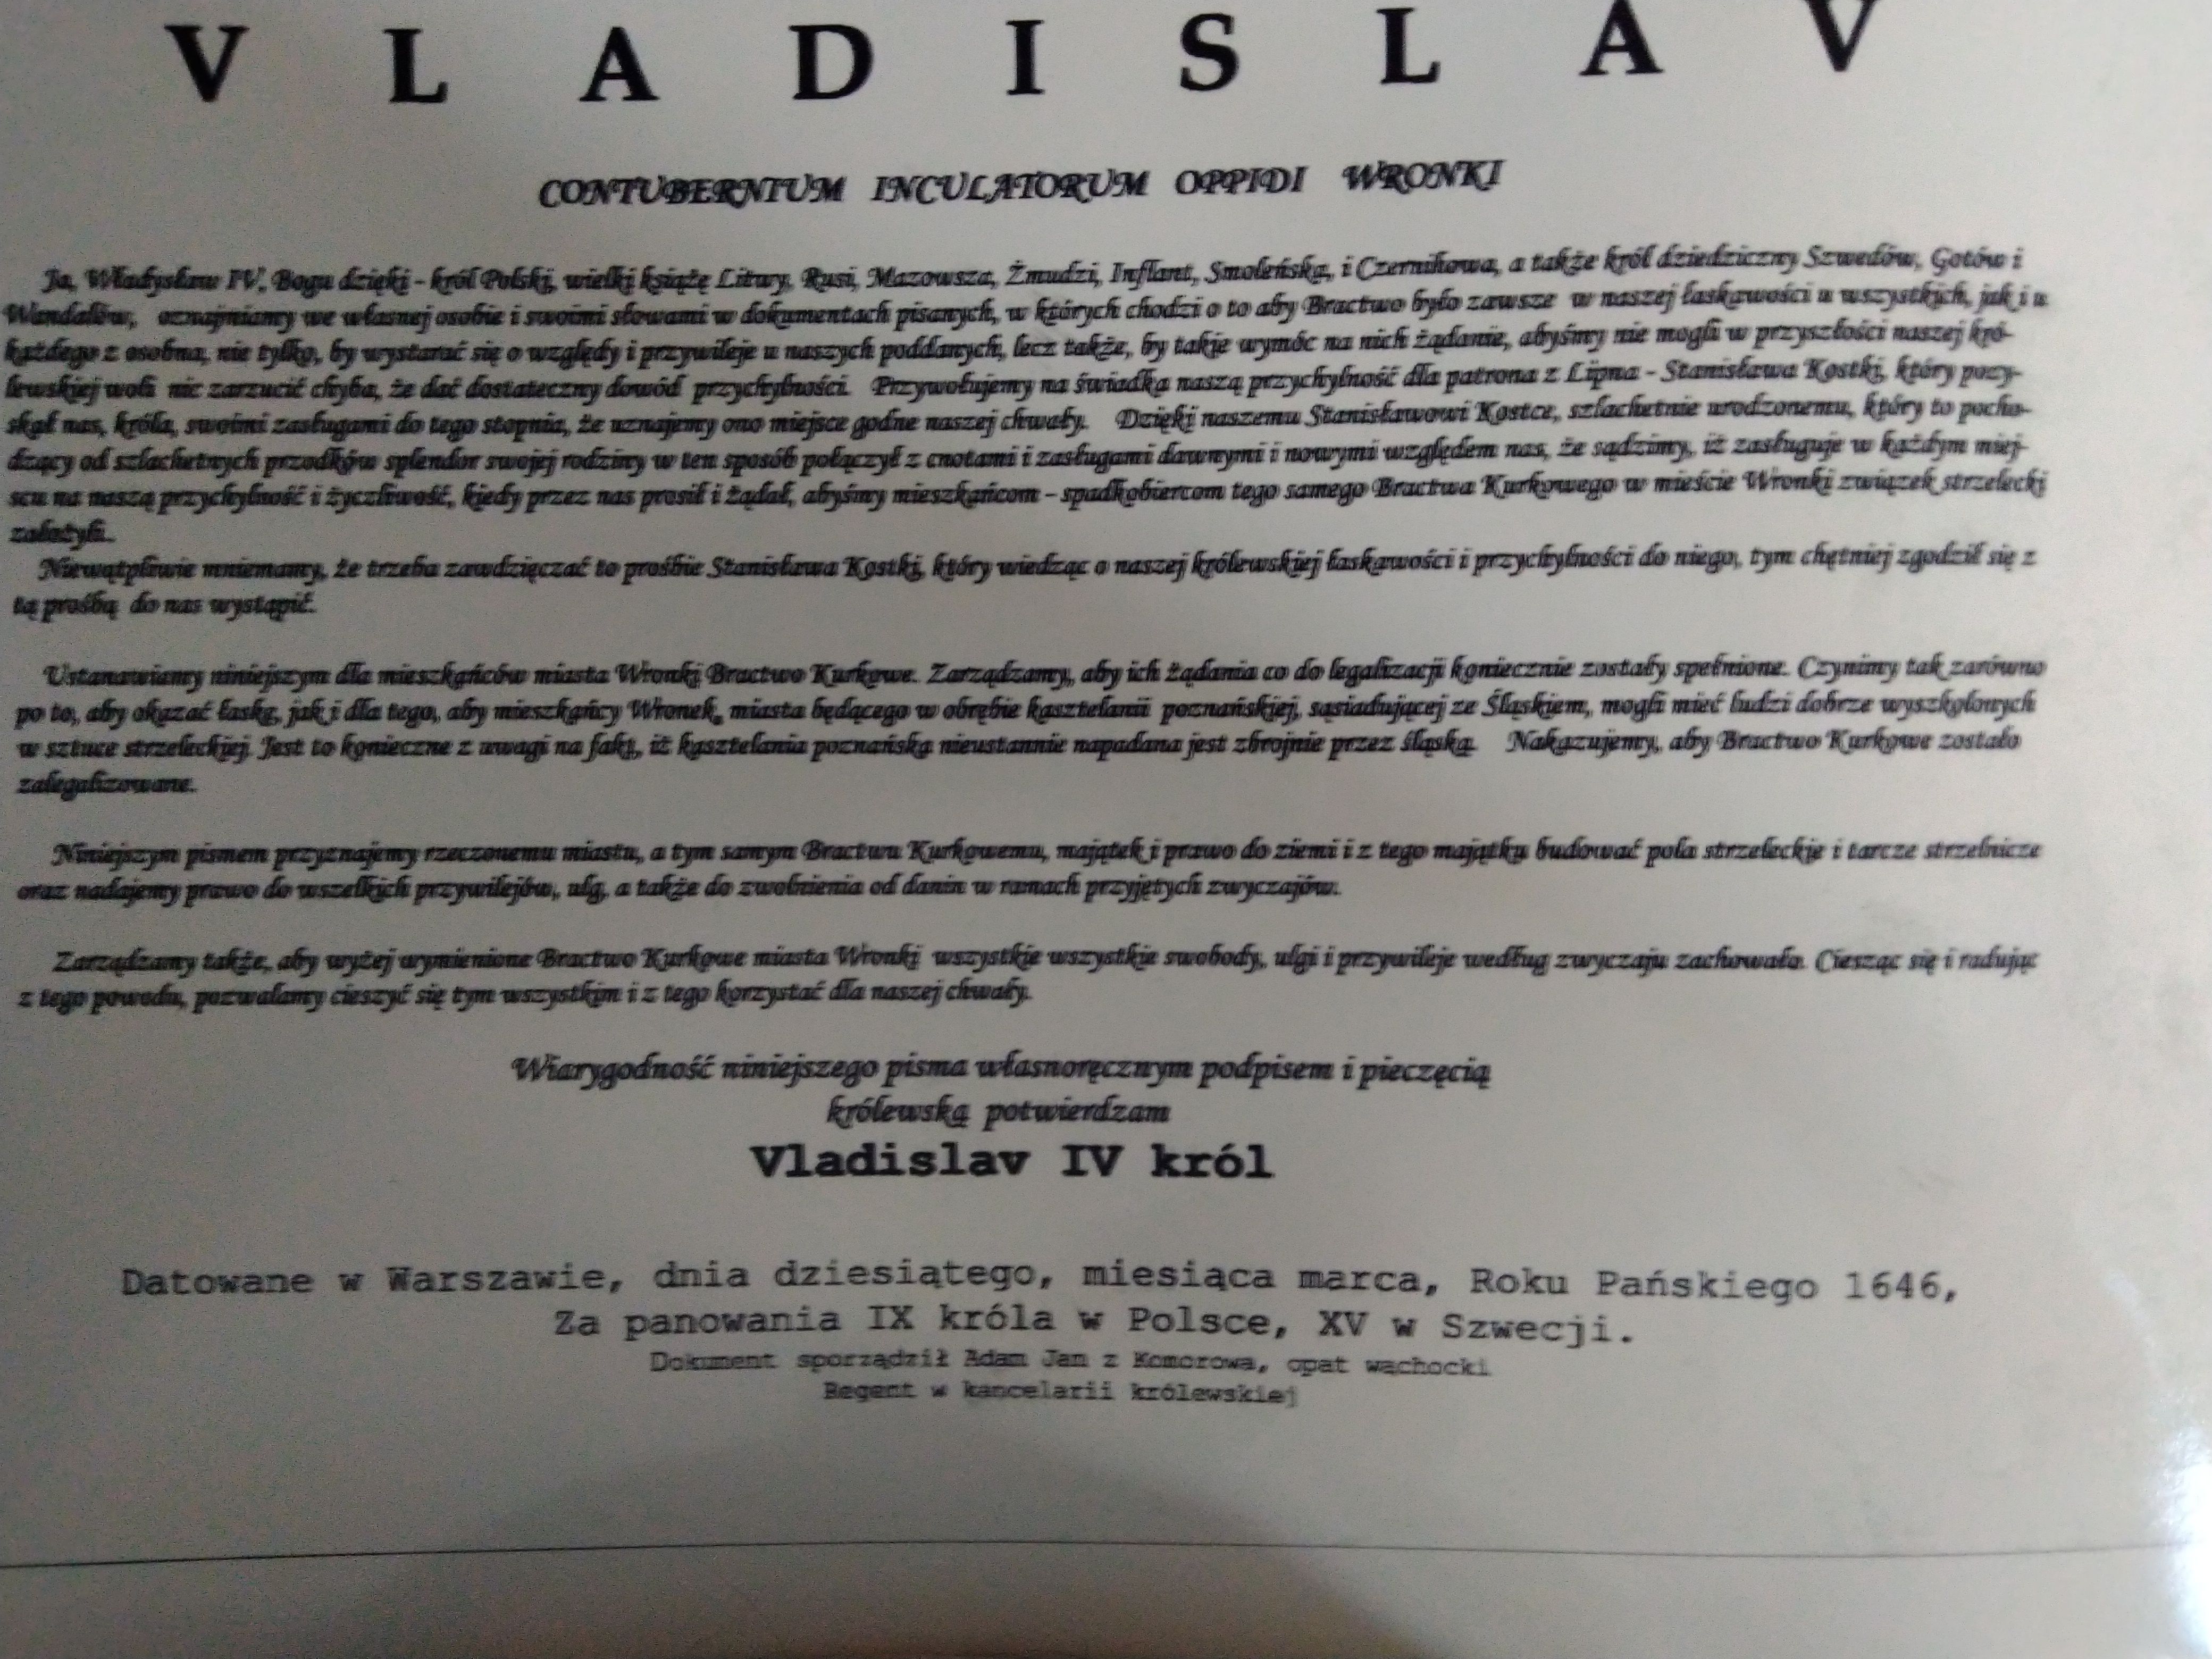 VLADISLAV
CONTUBERNIUM INCULATORUM OPPIDI WRONKI
Ja, Władysław IV, Bogu dzięki - król Polski, wielki książę Litwy, Rusi, Mazowsza, Żmudzi, Inflant, Smoleńska, i Czernihowa, a także król dziedziczny Szwedów, Gotów i
Wandalów, oznajmiamy we własnej osobie i swoimi słowami w dokumentach pisanych, w których chodzi o to aby Bractwo było zawsze w naszej łaskawości u wszystkich, jak i u
każdego z osobna, nie tylko, by wystarać się o względy i przywileje u naszych poddanych, lecz także, by takie wymóc na nich żądanie, abyśmy nie mogli w przyszłości naszej kró-
lewskiej woli nic zarzucić chyba, że dać dostateczny dowód przychylności. Przywołujemy na świadka naszą przychylność dla patrona z Lipna - Stanisława Kostki, który pozy-
skał nas, króla, swoimi zasługami do tego stopnia, że uznajemy ono miejsce godne naszej chwały. Dzięki naszemu Stanisławowi Kostce, szlachetnie urodzonemu, który to pocho-
dzący od szlachetnych przodków splendor swojej rodziny w ten sposób połączył z cnotami i zasługami dawnymi i nowymi względem nas, że sądzimy, iż zasługuje w każdym miej-
scu na naszą przychylność i życzliwość, kiedy przez nas prosił i żądał, abyśmy mieszkańcom - spadkobiercom tego samego Bractwa Kurkowego w mieście Wronki związek strzelecki
założyli.
Niewątpliwie mniemamy, że trzeba zawdzięczać to prośbie Stanisława Kostki, który wiedząc o naszej królewskiej łaskawości i przychylności do niego, tym chętniej zgodził się z
tą prośbą do nas wystąpić.
Ustanawiamy niniejszym dla mieszkańców miasta Wronki Bractwo Kurkowe. Zarządzamy, aby ich żądania co do legalizacji koniecznie zostały spełnione. Czynimy tak zarówno
po to, aby okazać łaskę, jak i dla tego, aby mieszkańcy Wronek, miasta będącego w obrębie kasztelanii poznańskiej, sąsiadującej ze Śląskiem, mogli mieć ludzi dobrze wyszkolonych
w sztuce strzeleckiej. Jest to konieczne z uwagi na fakt, iż kasztelania poznańska nieustannie napadana jest zbrojnie przez śląska. Nakazujemy, aby Bractwo Kurkowe zostało
zalegalizowane.
Niniejszym pismem przyznajemy rzeczonemu miastu, a tym samym Bractwu Kurkowemu, majątek i prawo do ziemi i z tego majątku budować pola strzeleckie i tarcze strzelnicze
oraz nadajemy prawo do wszelkich przywilejów, ulg, a także do zwolnienia od danin w ramach przyjętych zwyczajów.
Zarządzamy także, aby wyżej wymienione Bractwo Kurkowe miasta Wronki wszystkie wszystkie swobody, ulgi i przywileje według zwyczaju zachowało. Ciesząc się i radując
z tego powodu, pozwalamy cieszyć się tym wszystkim i z tego korzystać dla naszej chwały.
Wiarygodność niniejszego pisma własnoręcznym podpisem i pieczęcią
królewską potwierdzam
Vladislav IV król
Datowane w Warszawie, dnia dziesiątego, miesiąca marca, Roku Pańskiego 1646,
Za panowania IX króla w Polsce, XV w Szwecji.
Dokument sporządził Adam Jan z Komorowa, opat wąchocki
Regent w kancelarii królewskiej